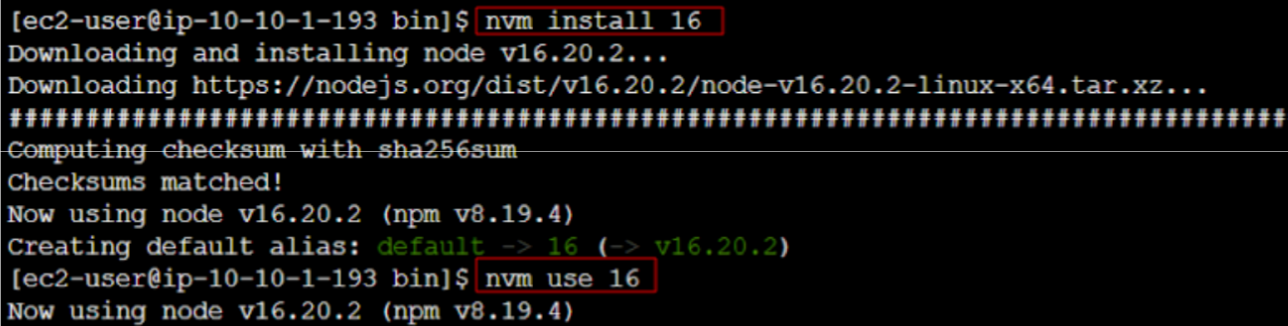 [ec2-user@ip-10-10-1-193 bin]$ nvm install 16
Downloading and installing node v16.20.2...
Downloading https://nodejs.org/dist/v16.20.2/node-v16.20.2-linux-x64.tar.xz...
###################################################################################
Computing checksum with sha256sum
Checksums matched!
Now using node v16.20.2 (npm v8.19.4)
Creating default alias: default -> 16 (-> v16.20.2)
[ec2-user@ip-10-10-1-193 bin]$ nvm use 16
Now using node v16.20.2 (npm v8.19.4)